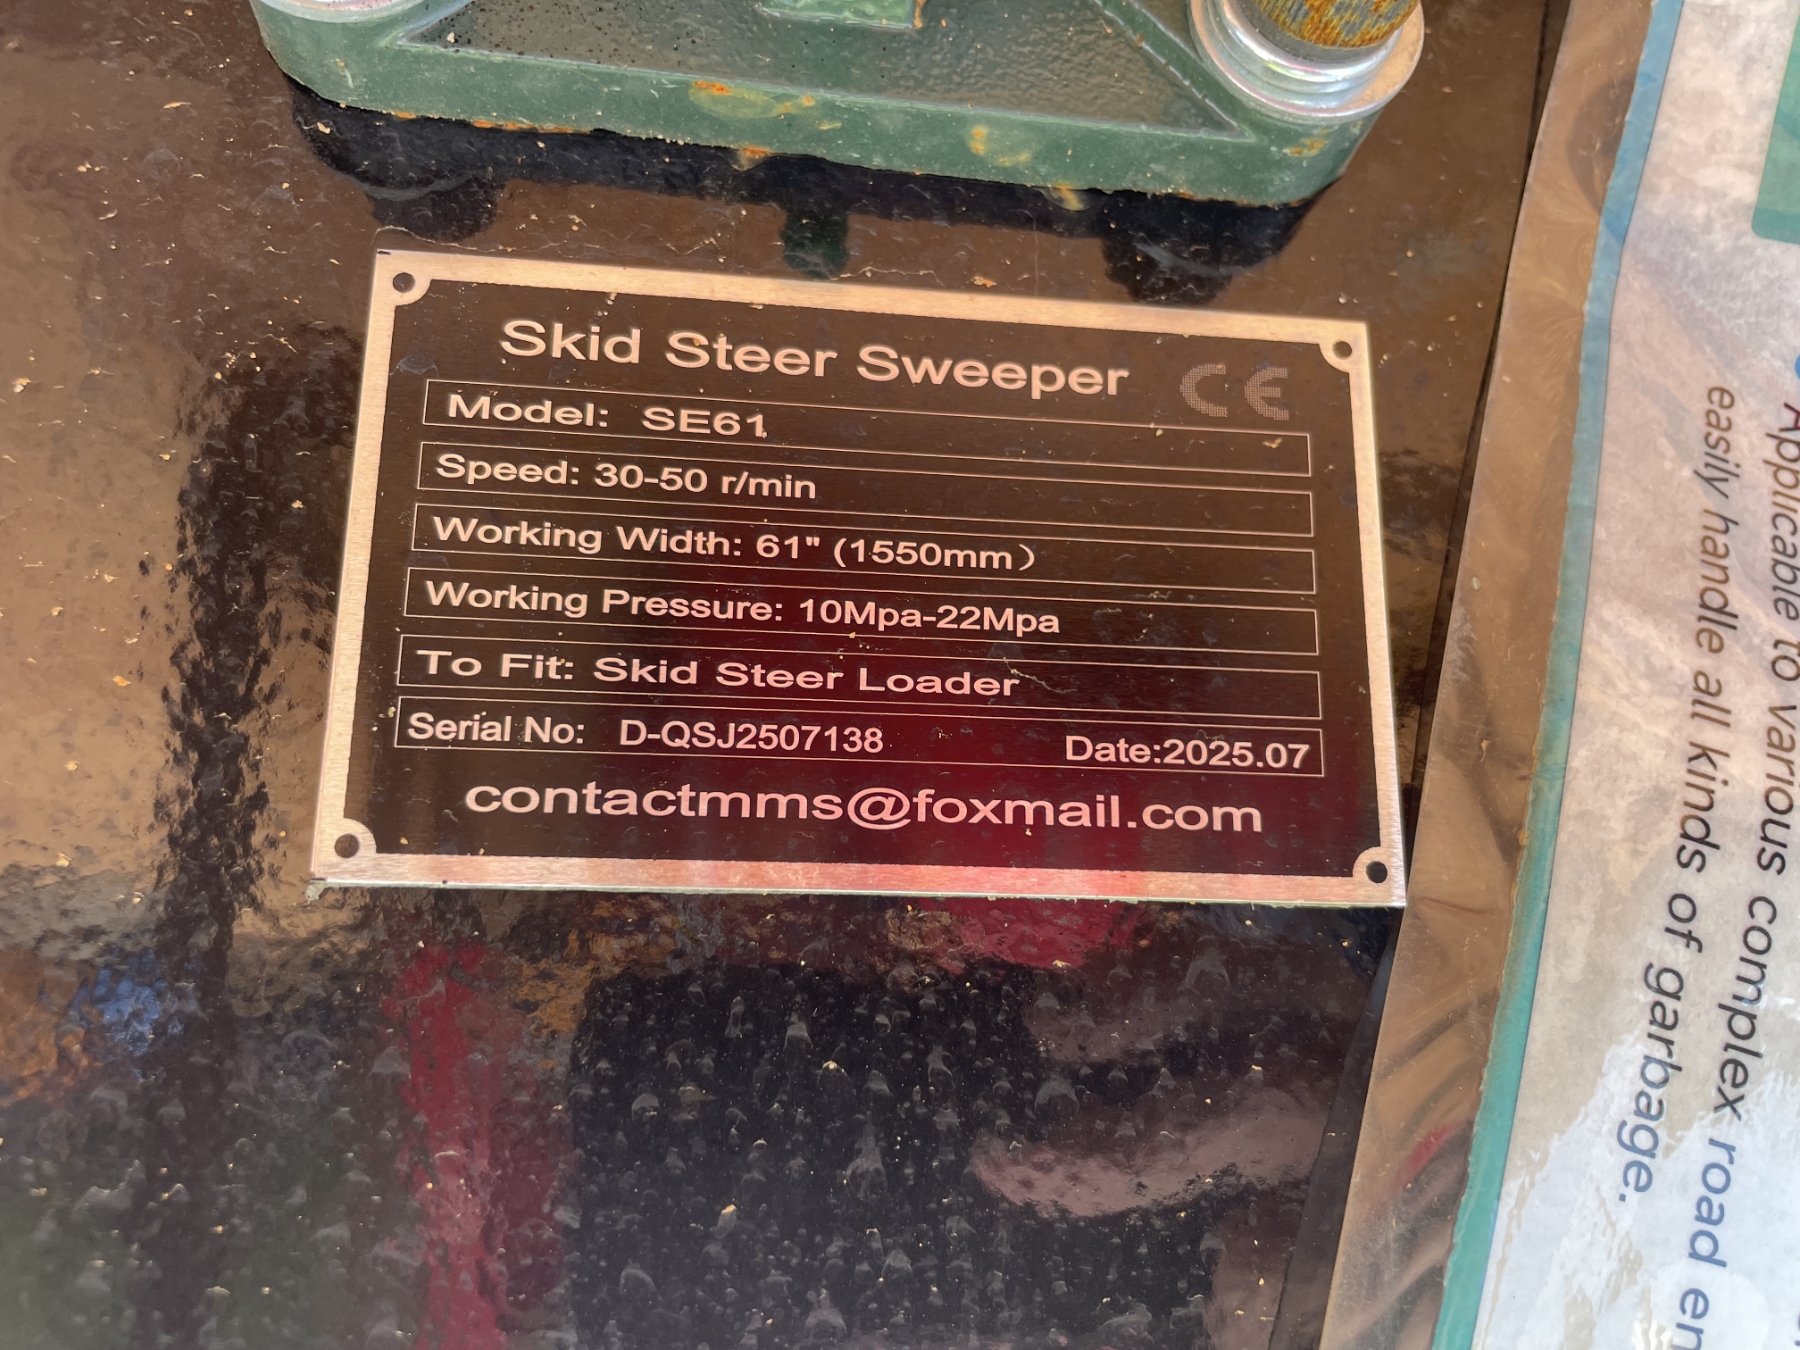 Skid Steer Sweeper CE
Model: SE61
Speed: 30-50 r/min
Working Width: 61" (1550mm)
Working Pressure: 10Mpa-22Mpa
To Fit: Skid Steer Loader
Serial No: D-QSJ2507138 Date:2025.07
contactmms@foxmail.com
Applicable to various complex road
easily handle all kinds of garbage.